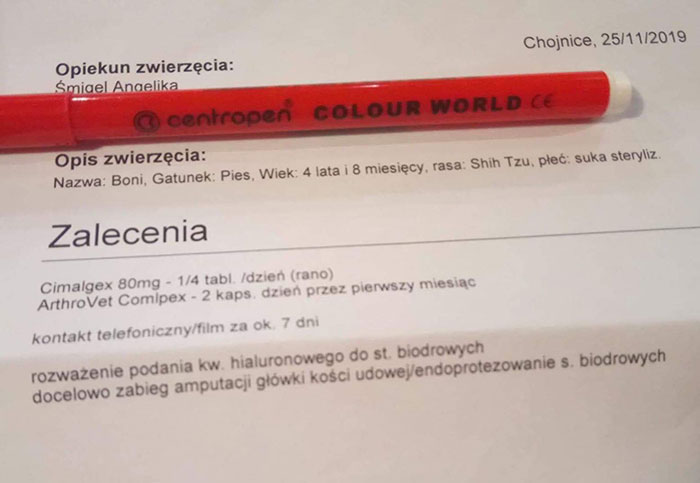 Chojnice, 25/11/2019
Opiekun zwierzęcia:
Śmigel Angelika
centropen® COLOUR WORLD CE
Opis zwierzęcia:
Nazwa: Boni, Gatunek: Pies, Wiek: 4 lata i 8 miesięcy, rasa: Shih Tzu, płeć: suka steryliz.
Zalecenia
Cimalgex 80mg - 1/4 tabl. /dzień (rano)
ArthroVet Comlpex - 2 kaps. dzień przez pierwszy miesiąc
kontakt telefoniczny/film za ok. 7 dni
rozważenie podania kw. hialuronowego do st. biodrowych
docelowo zabieg amputacji główki kości udowej/endoprotezowanie s. biodrowych